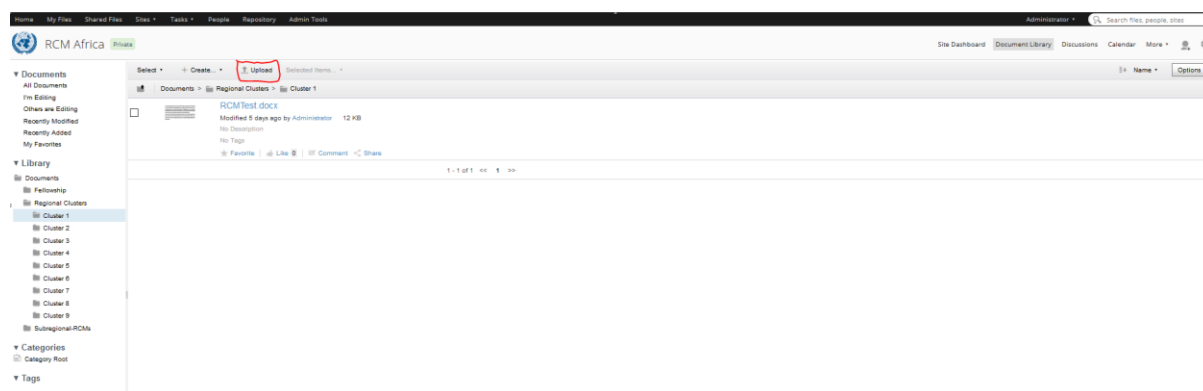 Home My Files Shared Files Sites Tasks People Repository Admin Tools Administrator Search files, people, sites
RCM Africa Private Site Dashboard Document Library Discussions Calendar More
Select + Create... Upload Selected Items... Name Options
Documents > Regional Clusters > Cluster 1
Documents
All Documents
I'm Editing
Others are Editing
Recently Modified
Recently Added
My Favorites
Library
Documents
Fellowship
Regional Clusters
Cluster 1
Cluster 2
Cluster 3
Cluster 4
Cluster 5
Cluster 6
Cluster 7
Cluster 8
Cluster 9
Subregional-RCMs
Categories
Category Root
Tags
RCMTest.docx
Modified 5 days ago by Administrator 12 KB
No Description
No Tags
Favorite Like 0 Comment Share
1 - 1 of 1 << 1 >>